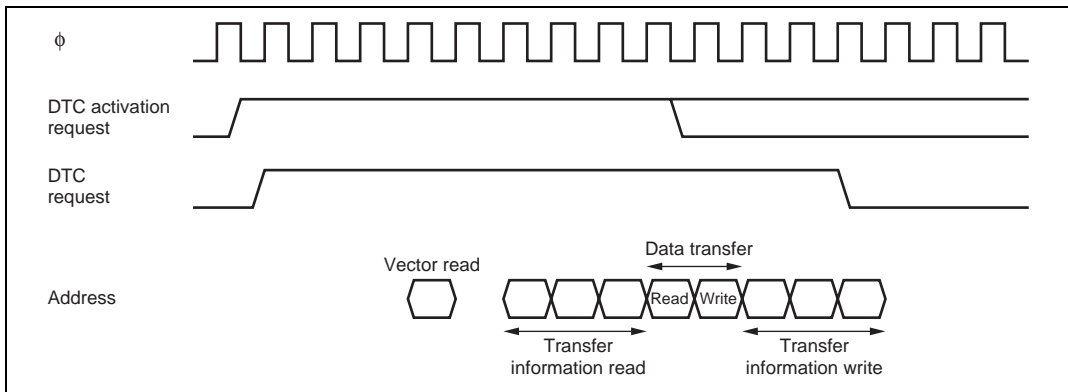 ϕ
DTC activation
request
DTC
request
Data transfer
Vector read
Address
Read Write
Transfer
information read
Transfer
information write